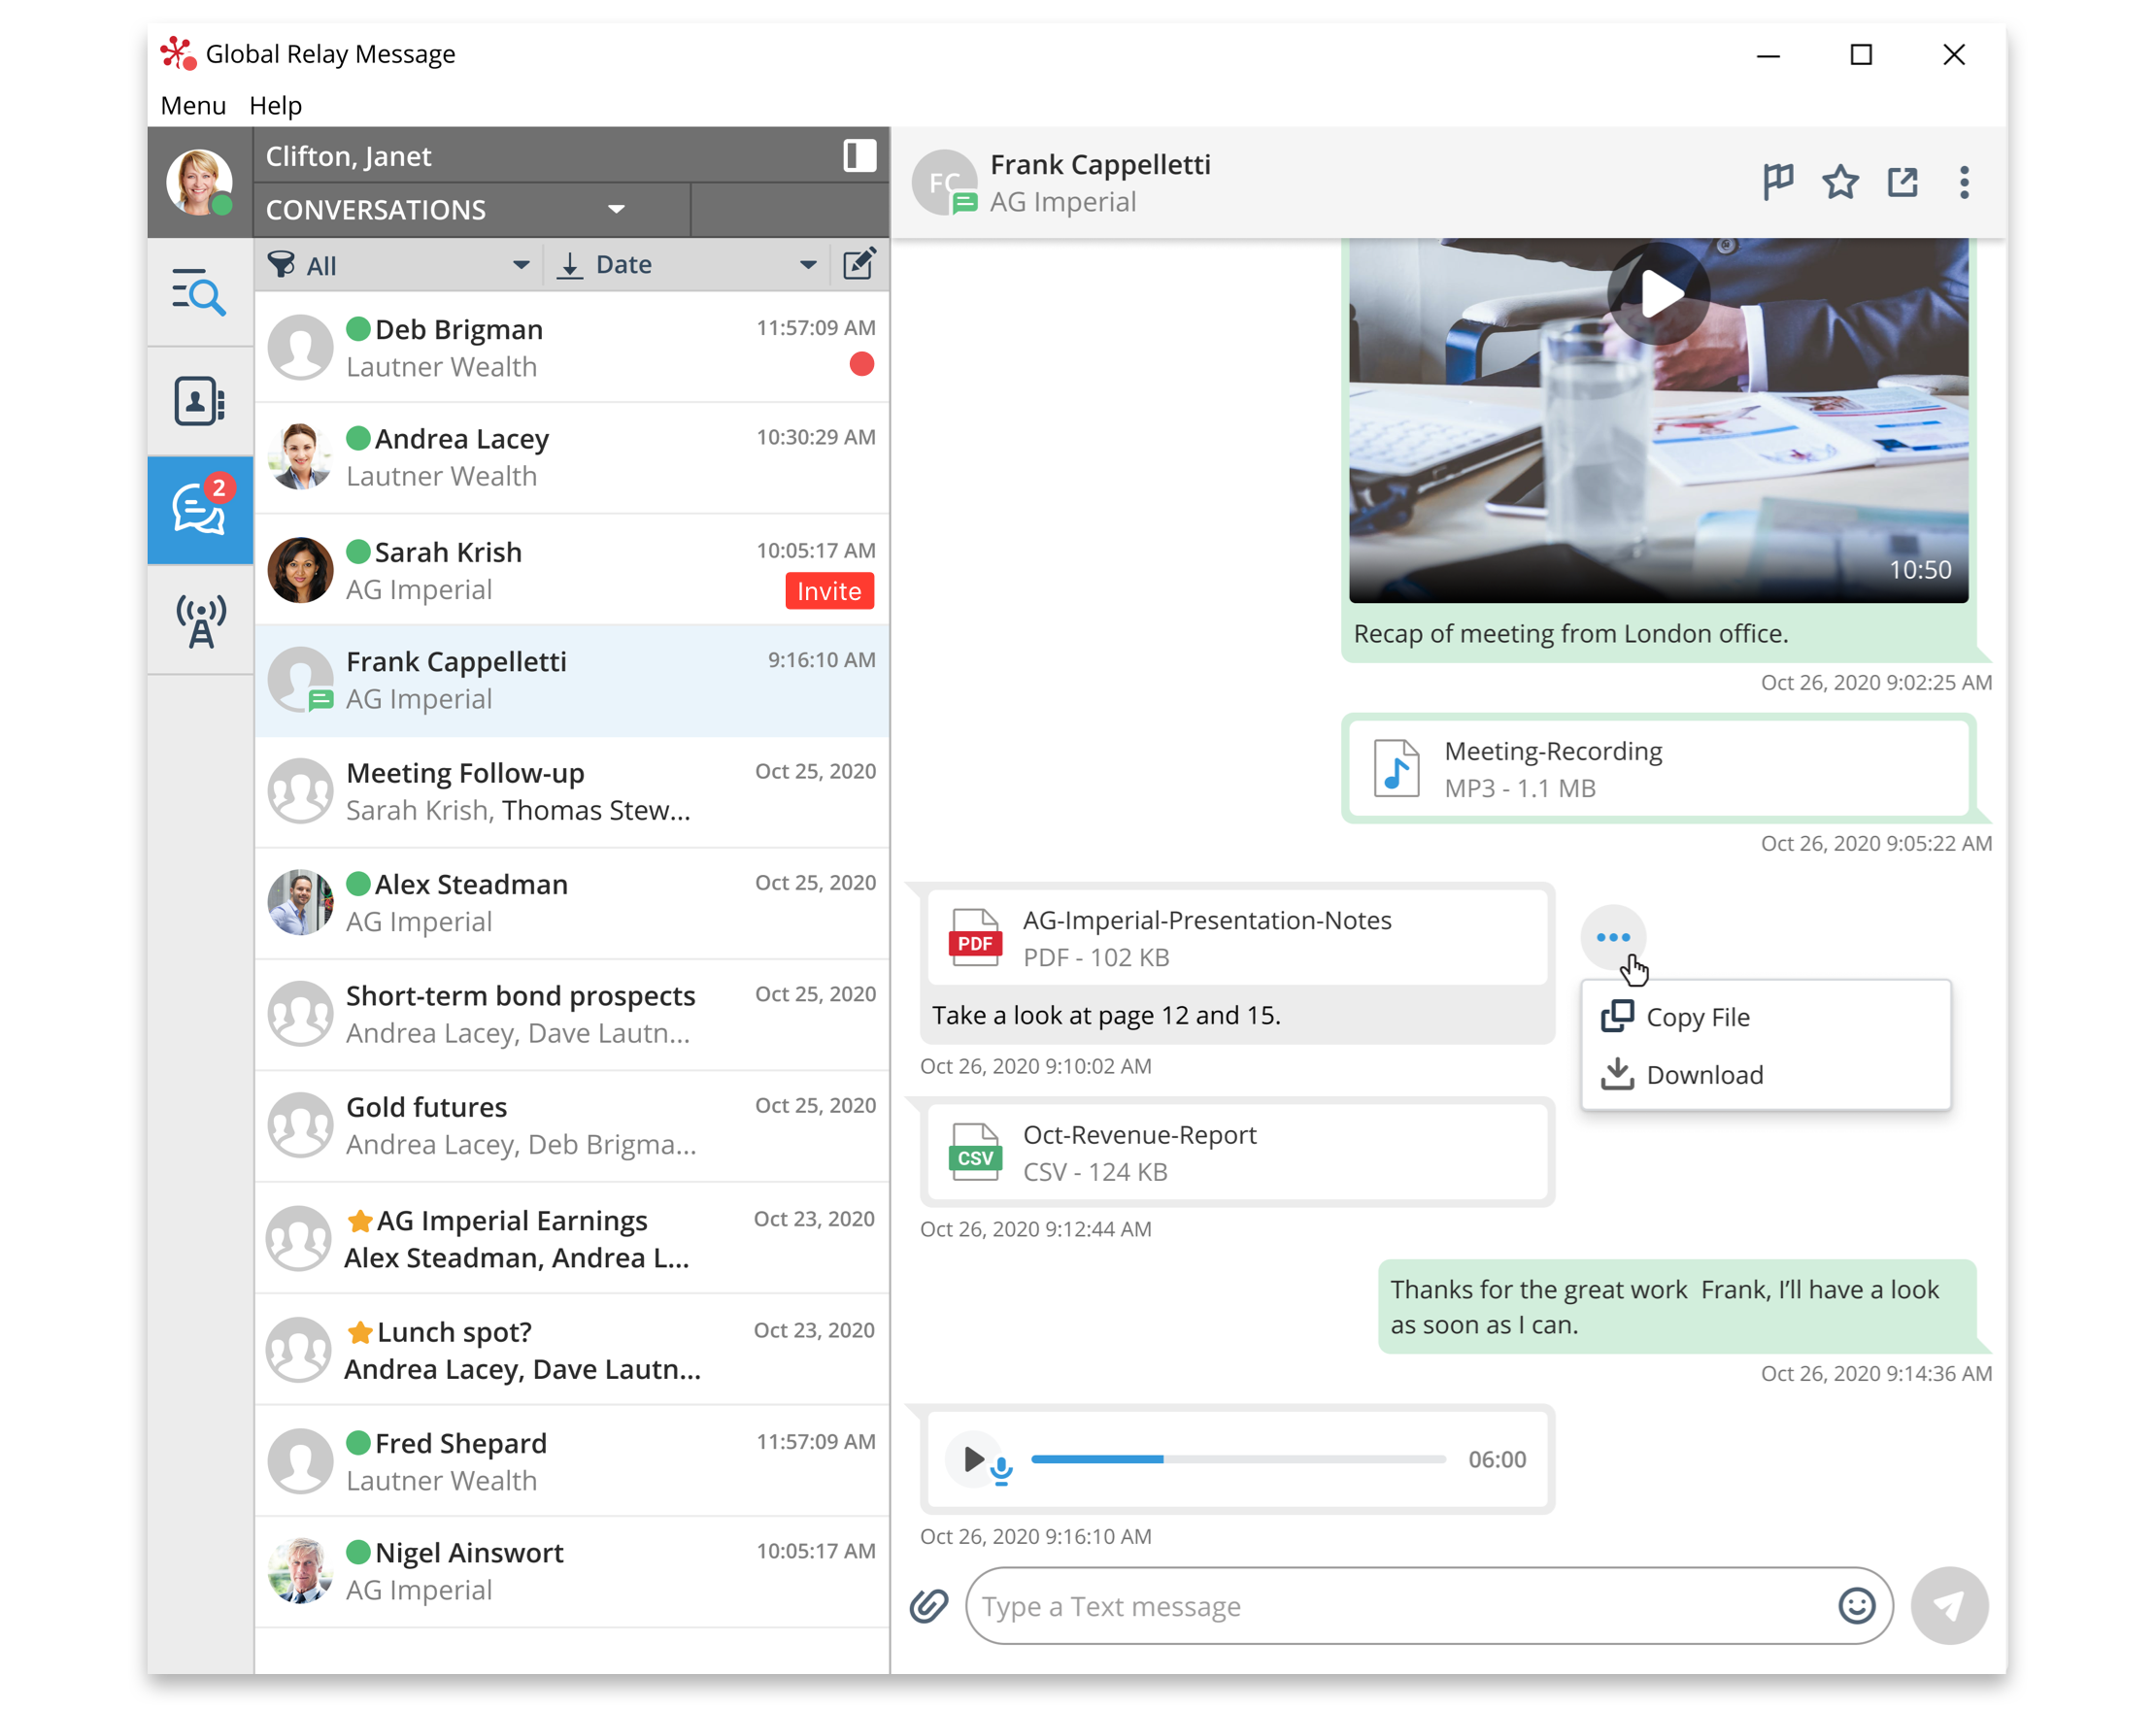 Global Relay Message
Menu Help
Clifton, Janet
CONVERSATIONS
All
Date
2
Deb Brigman
11:57:09 AM
Lautner Wealth
Andrea Lacey
10:30:29 AM
Lautner Wealth
Sarah Krish
10:05:17 AM
AG Imperial
Invite
Frank Cappelletti
9:16:10 AM
AG Imperial
Meeting Follow-up
Oct 25, 2020
Sarah Krish, Thomas Stew...
Alex Steadman
Oct 25, 2020
AG Imperial
Short-term bond prospects
Oct 25, 2020
Andrea Lacey, Dave Lautn...
Gold futures
Oct 25, 2020
Andrea Lacey, Deb Brigma...
AG Imperial Earnings
Oct 23, 2020
Alex Steadman, Andrea L...
Lunch spot?
Oct 23, 2020
Andrea Lacey, Dave Lautn...
Fred Shepard
11:57:09 AM
Lautner Wealth
Nigel Ainswort
10:05:17 AM
AG Imperial
FC
Frank Cappelletti
AG Imperial
10:50
Recap of meeting from London office.
Oct 26, 2020 9:02:25 AM
Meeting-Recording
MP3 - 1.1 MB
Oct 26, 2020 9:05:22 AM
PDF
AG-Imperial-Presentation-Notes
PDF - 102 KB
Take a look at page 12 and 15.
Oct 26, 2020 9:10:02 AM
Copy File
Download
CSV
Oct-Revenue-Report
CSV - 124 KB
Oct 26, 2020 9:12:44 AM
Thanks for the great work  Frank, I’ll have a look
as soon as I can.
Oct 26, 2020 9:14:36 AM
06:00
Oct 26, 2020 9:16:10 AM
Type a Text message